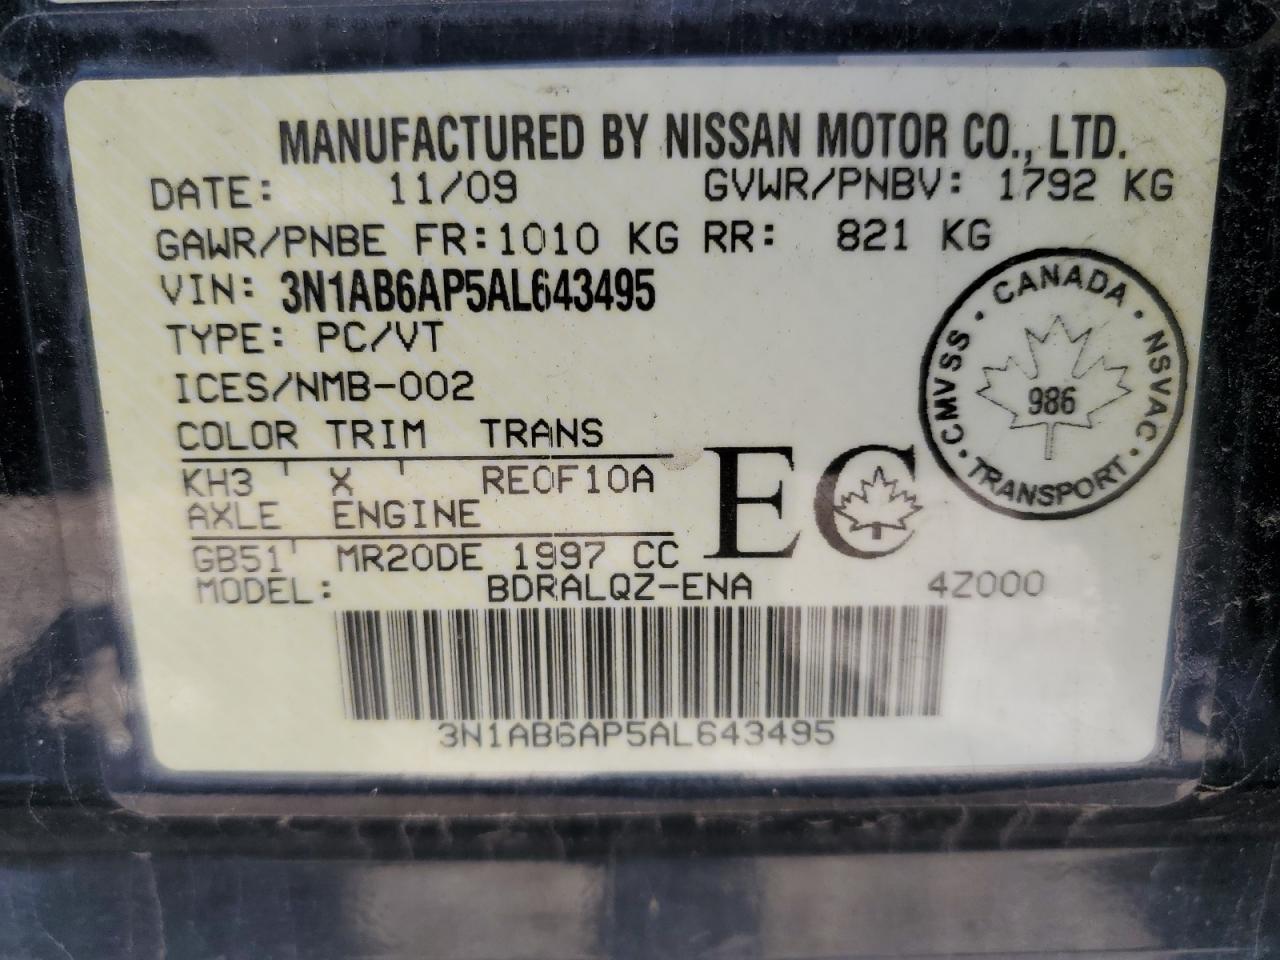 MANUFACTURED BY NISSAN MOTOR CO., LTD.
DATE: 11/09 GVWR/PNBV: 1792 KG
GAWR/PNBE FR:1010 KG RR: 821 KG
VIN: 3N1AB6AP5AL643495
TYPE: PC/VT
ICES/NMB-002
COLOR TRIM TRANS
KH3 X RE0F10A
AXLE ENGINE
GB51 MR20DE 1997 CC
MODEL: BDRALQZ-ENA 4Z000
3N1AB6AP5AL643495
EC
CANADA · NSVAC · TRANSPORT · CMVSS ·
986